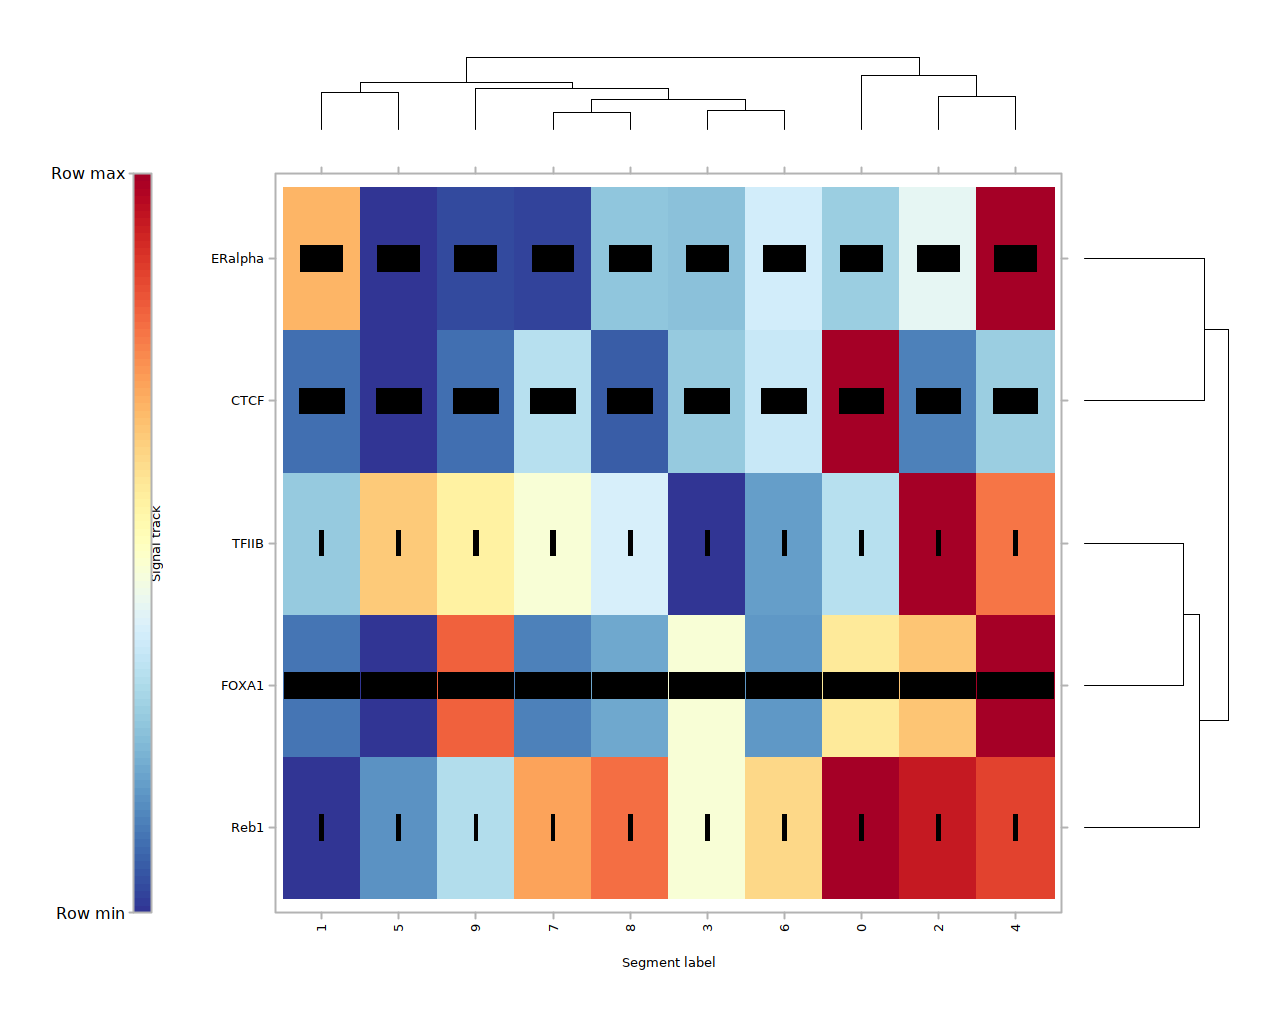 Row max
Row min
Signal track
ERalpha
CTCF
TFIIB
FOXA1
Reb1
1 5 9 7 8 3 6 0 2 4
Segment label